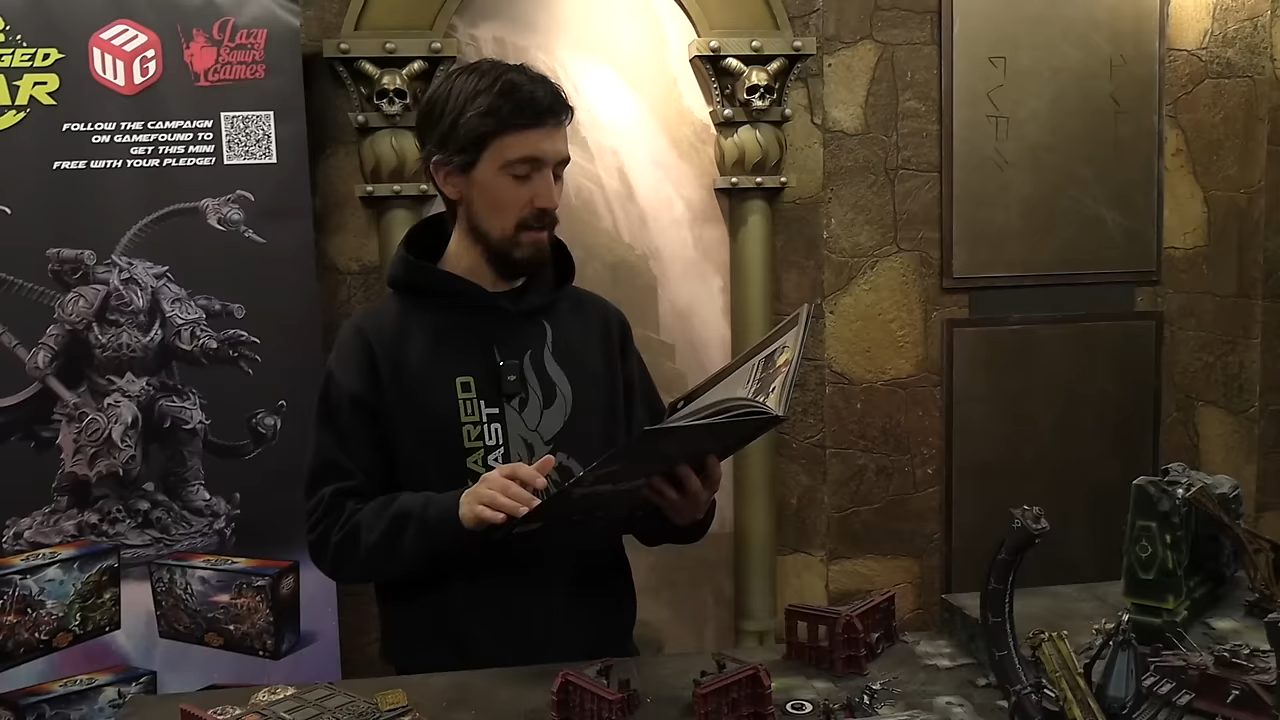 GED
AR
MWG
Lazy
Squire
Games
FOLLOW THE CAMPAIGN
ON GAMEFOUND TO
GET THIS MINI
FREE WITH YOUR PLEDGE!
ARED
AST